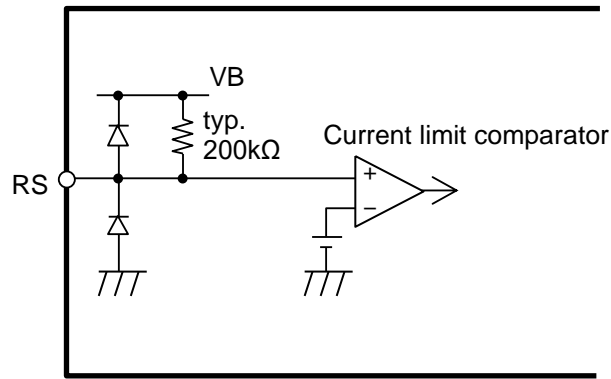 VB
typ.
200kΩ
Current limit comparator
RS
+
−